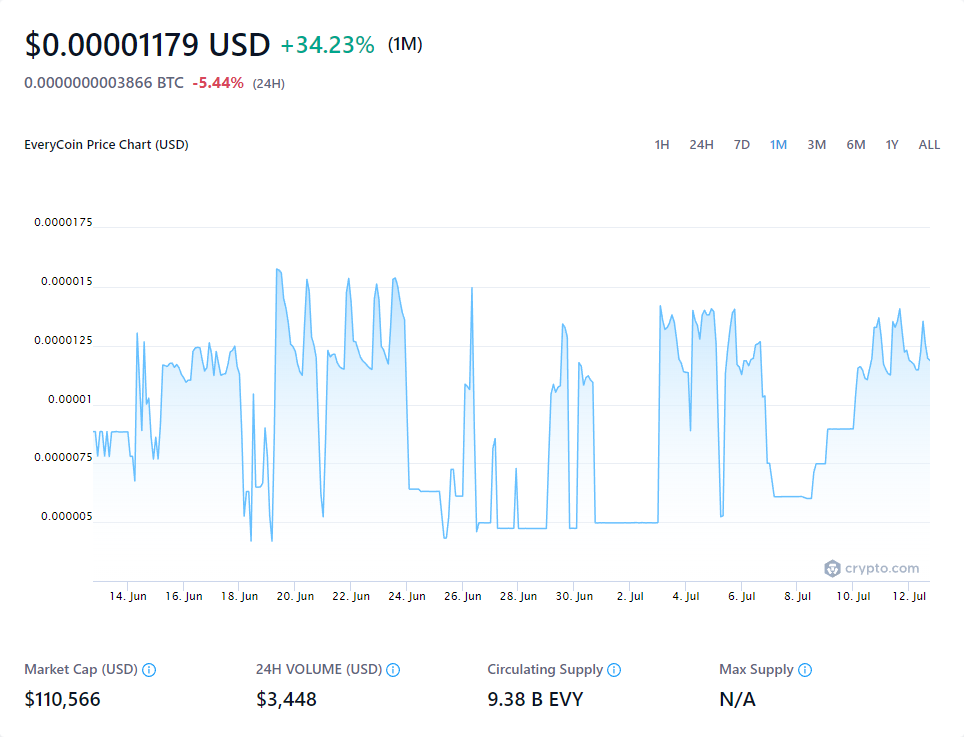 $0.00001179 USD +34.23% (1M)
0.0000000003866 BTC -5.44% (24H)
EveryCoin Price Chart (USD) 1H 24H 7D 1M 3M 6M 1Y ALL
0.0000175
0.000015
0.0000125
0.00001
0.0000075
0.000005
crypto.com
14. Jun 16. Jun 18. Jun 20. Jun 22. Jun 24. Jun 26. Jun 28. Jun 30. Jun 2. Jul 4. Jul 6. Jul 8. Jul 10. Jul 12. Jul
Market Cap (USD) 24H VOLUME (USD) Circulating Supply Max Supply
$110,566 $3,448 9.38 B EVY N/A